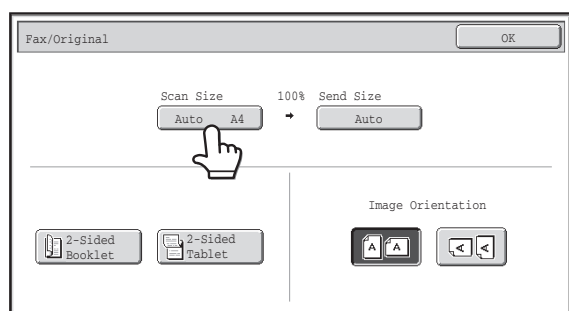 Fax/Original
OK
Scan Size 100% Send Size
Auto A4 Auto
Image Orientation
2-Sided
Booklet
2-Sided
Tablet
A A A A